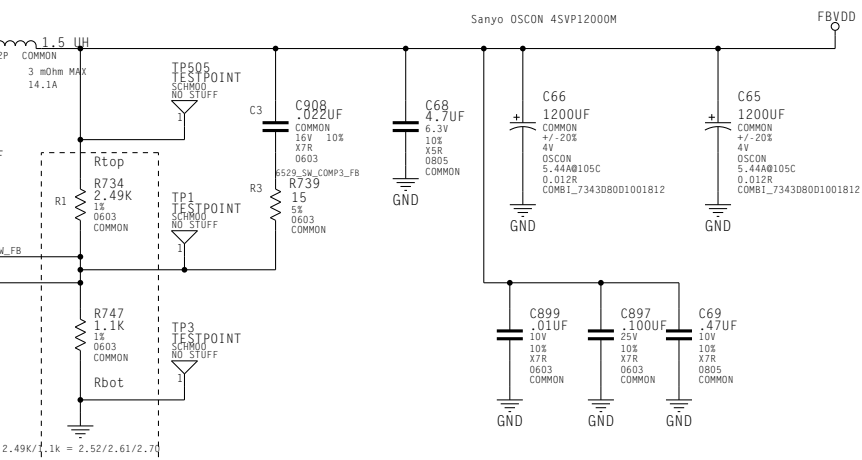 Sanyo OSCON 4SVP12000M
FBVDD
1.5 UH
2P COMMON
3 mOhm MAX
14.1A
TP505
TESTPOINT
SCHMOO
NO STUFF
1
C3
C908
.022UF
COMMON
16V 10%
X7R
0603
6529_SW_COMP3_FB
C68
4.7UF
6.3V
10%
X5R
0805
COMMON
GND
+
C66
1200UF
COMMON
+/-20%
4V
OSCON
5.44A@105C
0.012R
COMBI_7343D80D1001812
GND
+
C65
1200UF
COMMON
+/-20%
4V
OSCON
5.44A@105C
0.012R
COMBI_7343D80D1001812
GND
Rtop
R1
R734
2.49K
1%
0603
COMMON
TP1
TESTPOINT
SCHMOO
NO STUFF
1
R3
R739
15
5%
0603
COMMON
W_FB
R747
1.1K
1%
0603
COMMON
Rbot
TP3
TESTPOINT
SCHMOO
NO STUFF
1
C899
.01UF
10V
10%
X7R
0603
COMMON
GND
C897
.100UF
25V
10%
X7R
0603
COMMON
GND
C69
.47UF
10V
10%
X7R
0805
COMMON
GND
2.49K/1.1k = 2.52/2.61/2.70